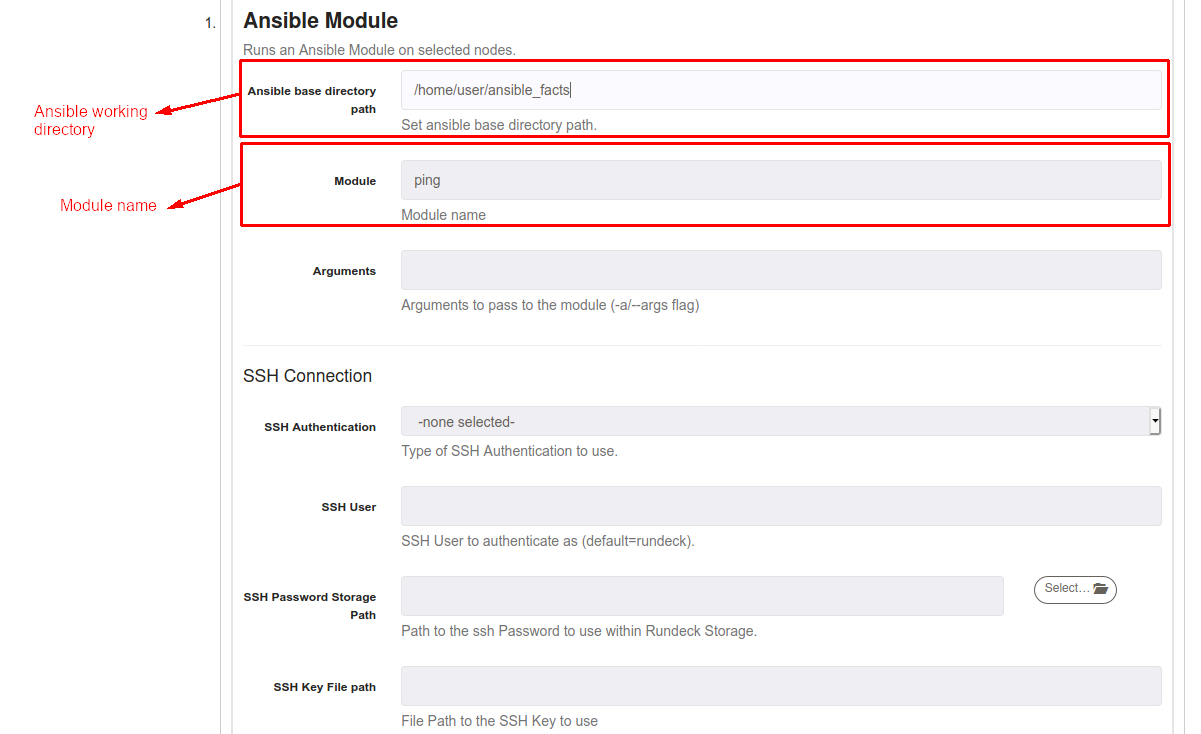 1.
Ansible Module
Runs an Ansible Module on selected nodes.
Ansible base directory
path
/home/user/ansible_facts
Set ansible base directory path.
Ansible working
directory
Module
ping
Module name
Module name
Arguments
Arguments to pass to the module (-a/--args flag)
SSH Connection
SSH Authentication
-none selected-
Type of SSH Authentication to use.
SSH User
SSH User to authenticate as (default=rundeck).
SSH Password Storage
Path
Select...
Path to the ssh Password to use within Rundeck Storage.
SSH Key File path
File Path to the SSH Key to use